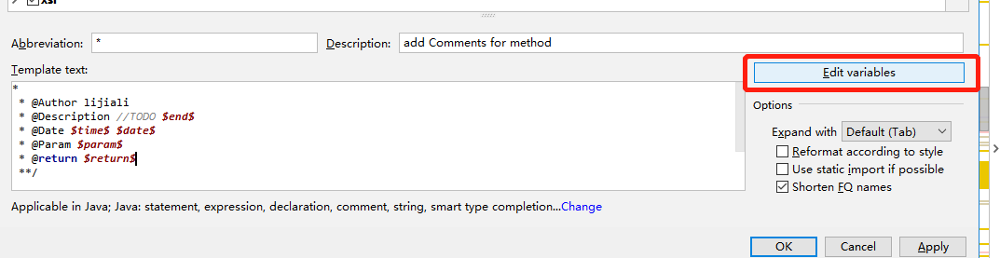 xsl
Abbreviation: * Description: add Comments for method
Template text:
Edit variables
*
* @Author lijiali
* @Description //TODO $end$
* @Date $time$ $date$
* @Param $param$
* @return $return$
**/
Options
Expand with Default (Tab)
Reformat according to style
Use static import if possible
Shorten FQ names
Applicable in Java; Java: statement, expression, declaration, comment, string, smart type completion...Change
OK Cancel Apply